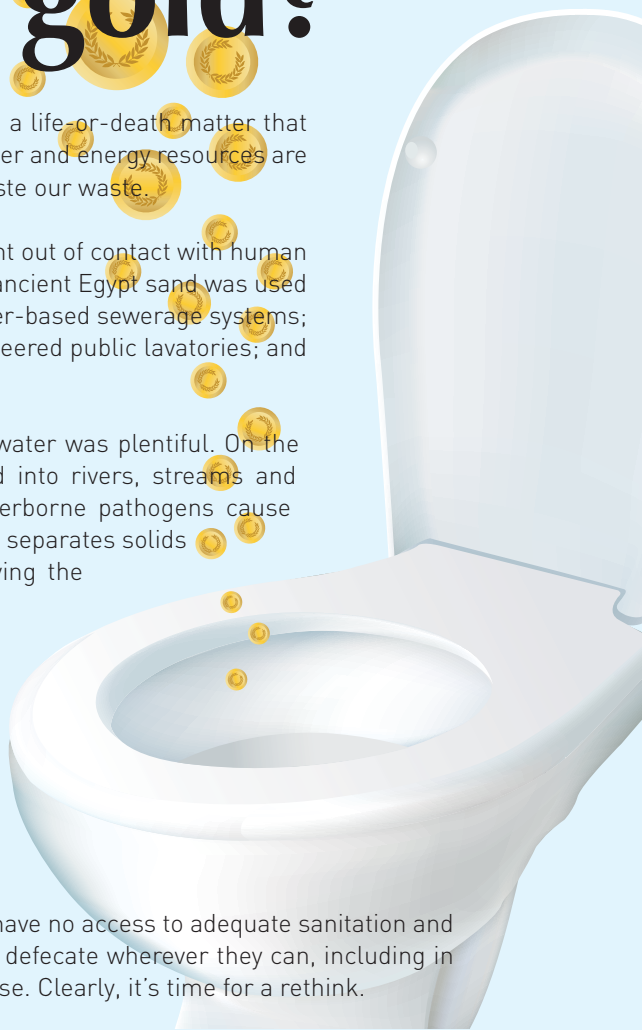 gold?
a life-or-death matter that
er and energy resources are
ste our waste.
nt out of contact with human
ancient Egypt sand was used
er-based sewerage systems;
eered public lavatories; and
water was plentiful. On the
d into rivers, streams and
erborne pathogens cause
separates solids
ving the
have no access to adequate sanitation and
defecate wherever they can, including in
se. Clearly, it’s time for a rethink.